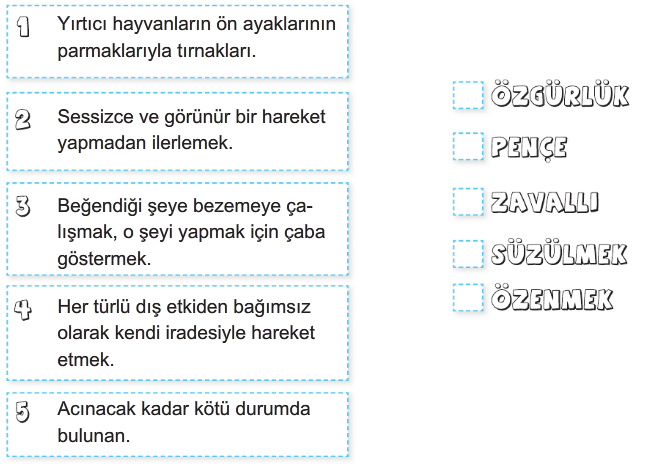 1 Yırtıcı hayvanların ön ayaklarının
parmaklarıyla tırnakları.
2 Sessizce ve görünür bir hareket
yapmadan ilerlemek.
3 Beğendiği şeye bezemeye ça-
lışmak, o şeyi yapmak için çaba
göstermek.
4 Her türlü dış etkiden bağımsız
olarak kendi iradesiyle hareket
etmek.
5 Acınacak kadar kötü durumda
bulunan.
ÖZGÜRLÜK
PENÇE
ZAVALLI
SÜZÜLMEK
ÖZENMEK